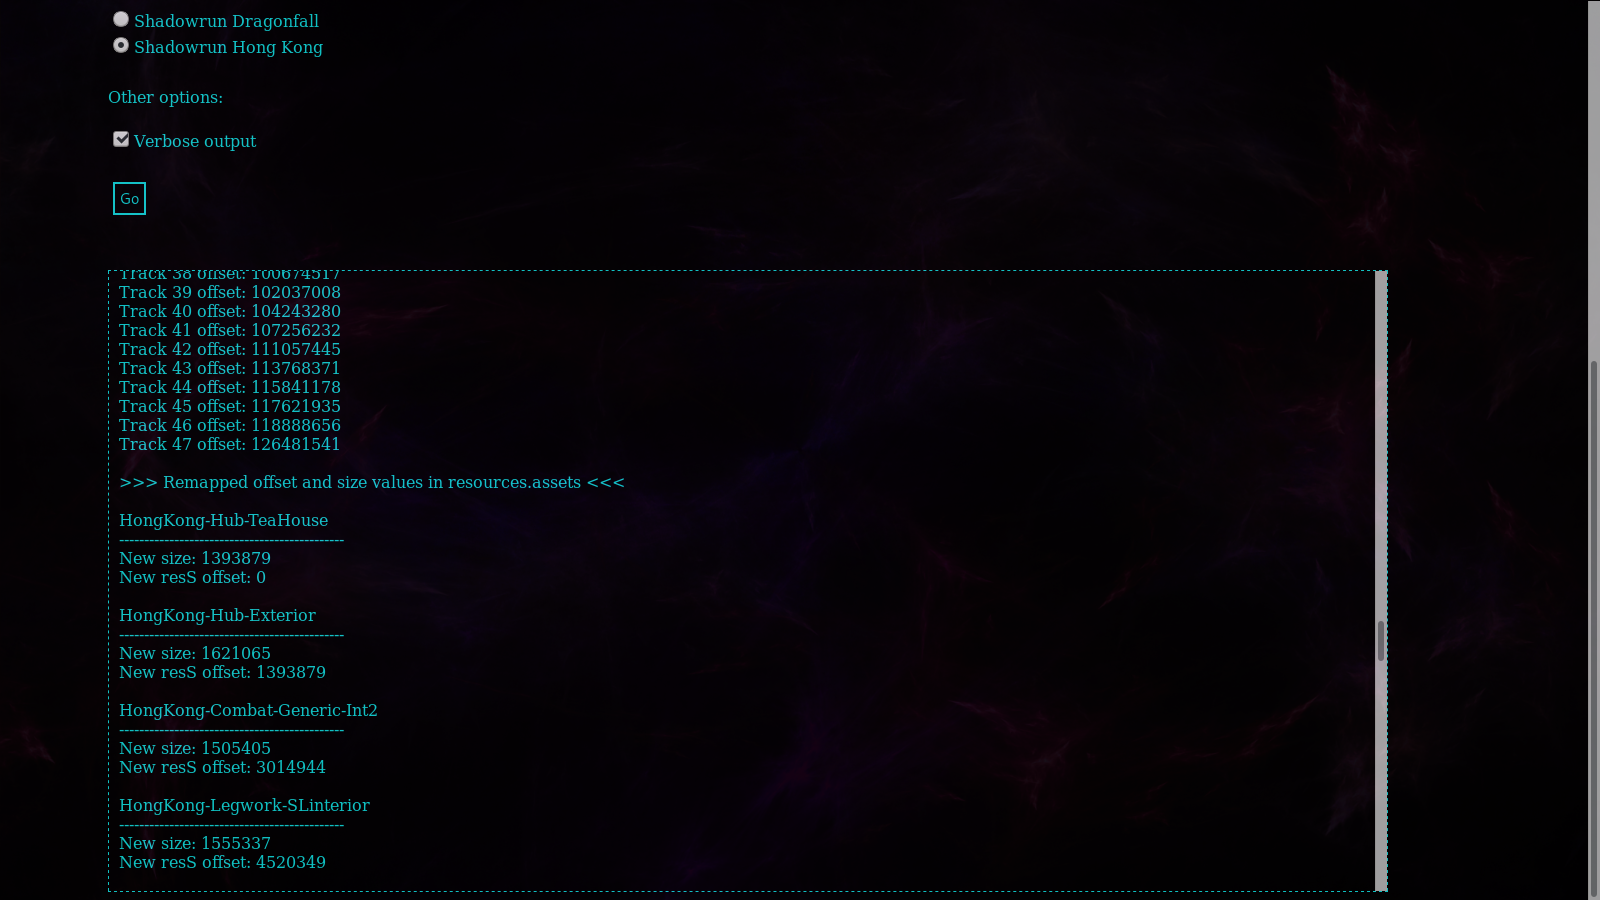 Shadowrun Dragonfall
Shadowrun Hong Kong
Other options:
Verbose output
Go
Track 38 offset: 100674517
Track 39 offset: 102037008
Track 40 offset: 104243280
Track 41 offset: 107256232
Track 42 offset: 111057445
Track 43 offset: 113768371
Track 44 offset: 115841178
Track 45 offset: 117621935
Track 46 offset: 118888656
Track 47 offset: 126481541
>>> Remapped offset and size values in resources.assets <<<
HongKong-Hub-TeaHouse
---------------------------------------------
New size: 1393879
New resS offset: 0
HongKong-Hub-Exterior
---------------------------------------------
New size: 1621065
New resS offset: 1393879
HongKong-Combat-Generic-Int2
---------------------------------------------
New size: 1505405
New resS offset: 3014944
HongKong-Legwork-SLinterior
---------------------------------------------
New size: 1555337
New resS offset: 4520349